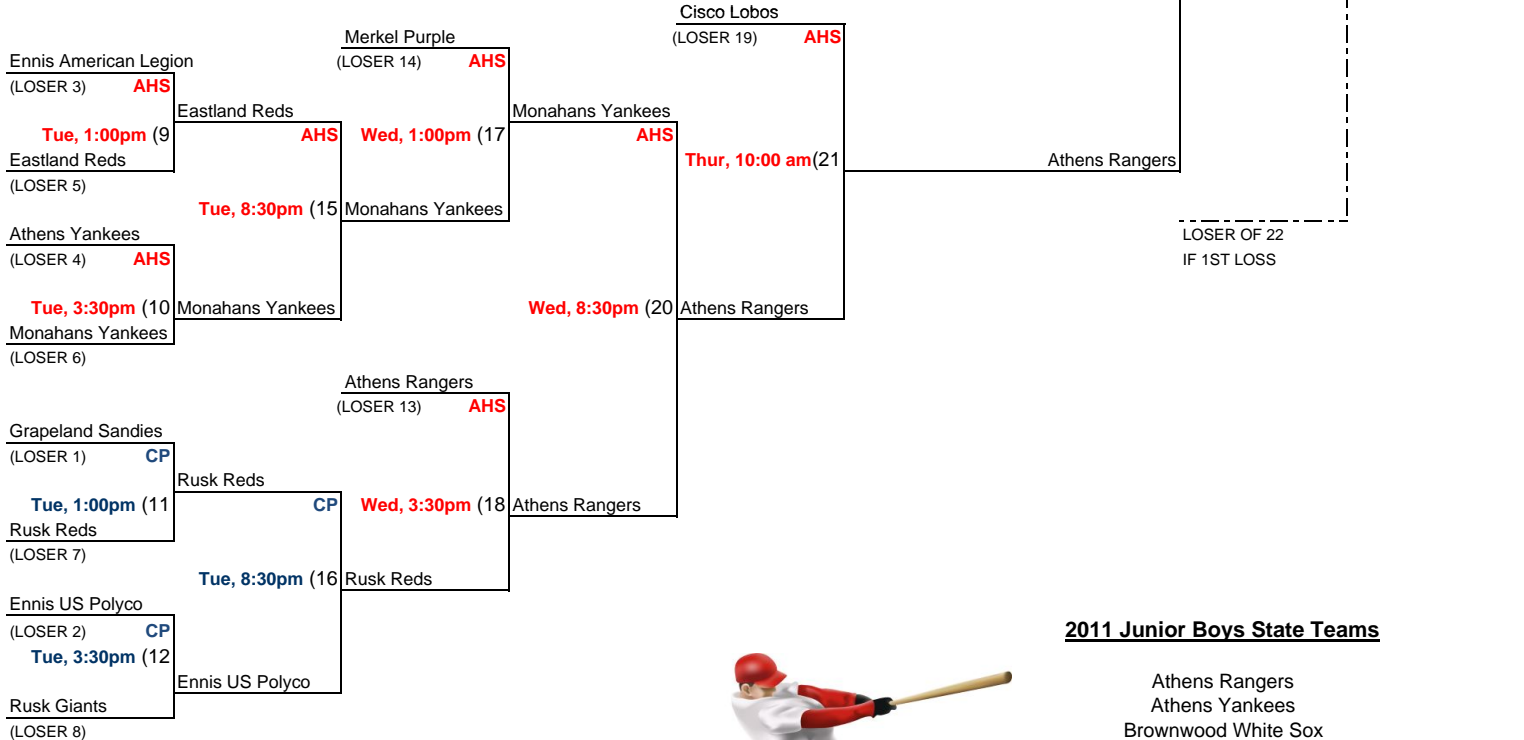 Cisco Lobos
Merkel Purple
(LOSER 19) AHS
Ennis American Legion
(LOSER 14) AHS
(LOSER 3) AHS
Eastland Reds
Monahans Yankees
Tue, 1:00pm (9
AHS
Wed, 1:00pm (17
AHS
Eastland Reds
Thur, 10:00 am(21
Athens Rangers
(LOSER 5)
Tue, 8:30pm (15
Monahans Yankees
Athens Yankees
LOSER OF 22
(LOSER 4) AHS
IF 1ST LOSS
Tue, 3:30pm (10
Monahans Yankees
Wed, 8:30pm (20
Athens Rangers
Monahans Yankees
(LOSER 6)
Athens Rangers
(LOSER 13) AHS
Grapeland Sandies
(LOSER 1) CP
Rusk Reds
Tue, 1:00pm (11
CP
Wed, 3:30pm (18
Athens Rangers
Rusk Reds
(LOSER 7)
Tue, 8:30pm (16
Rusk Reds
Ennis US Polyco
(LOSER 2) CP
2011 Junior Boys State Teams
Tue, 3:30pm (12
Ennis US Polyco
Athens Rangers
Rusk Giants
Athens Yankees
(LOSER 8)
Brownwood White Sox